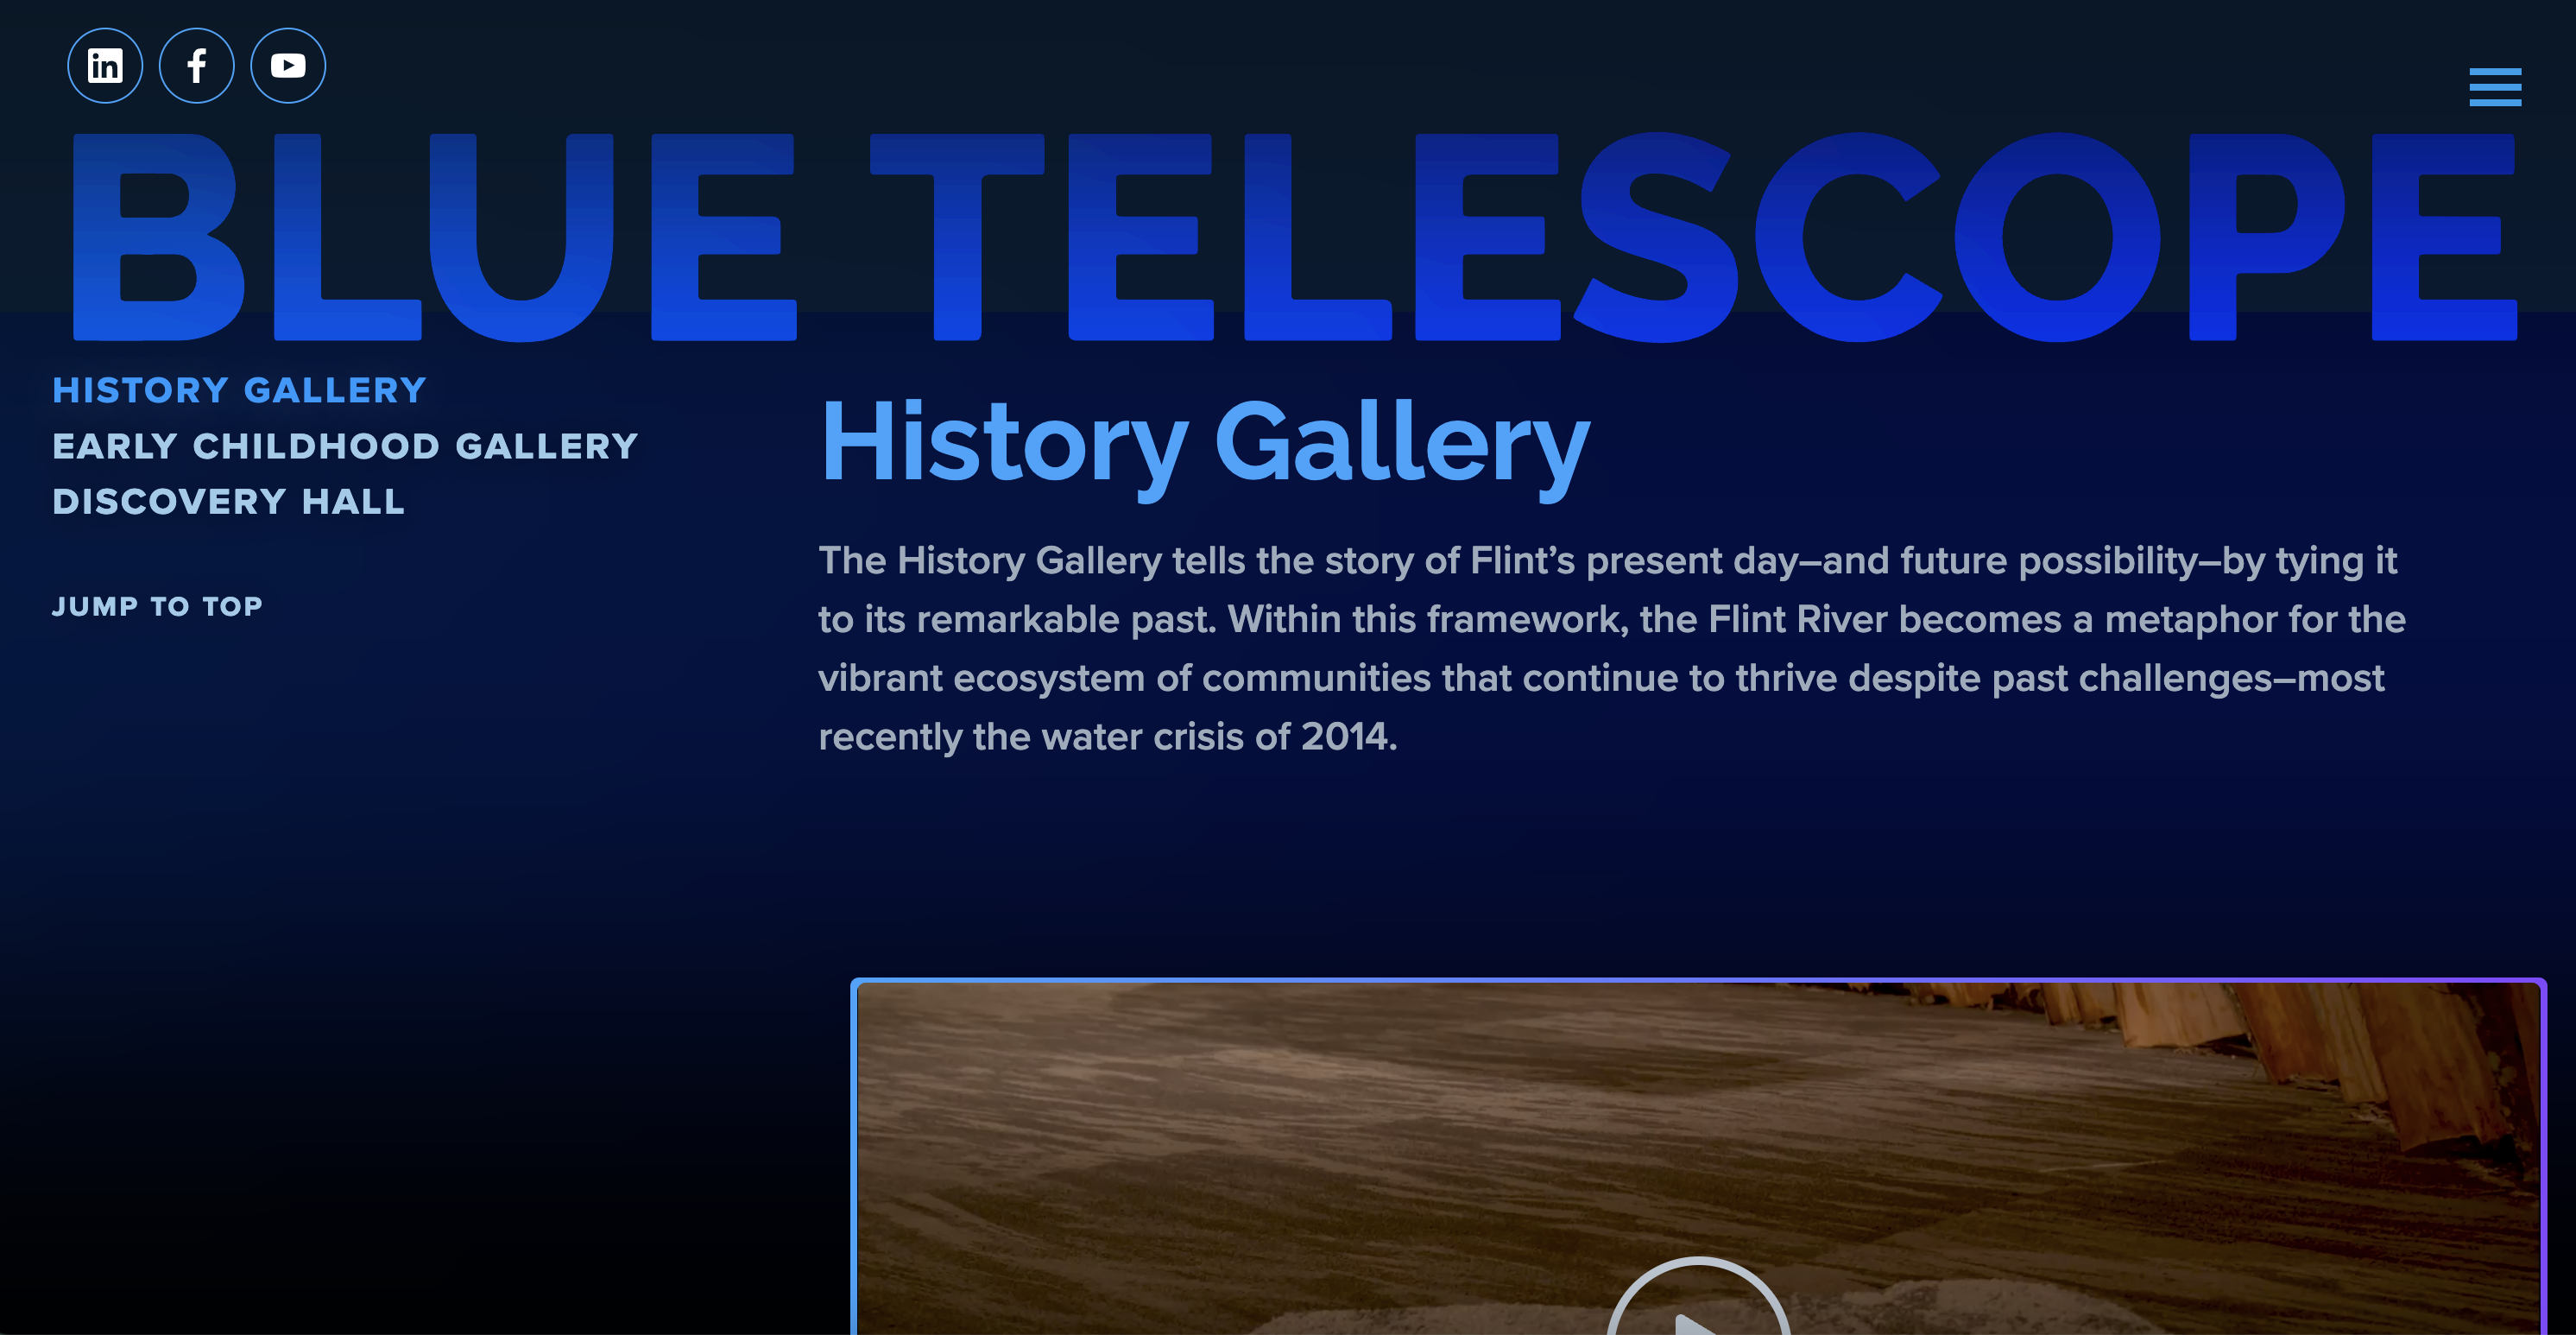 BLUE TELESCOPE
HISTORY GALLERY
EARLY CHILDHOOD GALLERY
DISCOVERY HALL
JUMP TO TOP
History Gallery
The History Gallery tells the story of Flint’s present day–and future possibility–by tying it
to its remarkable past. Within this framework, the Flint River becomes a metaphor for the
vibrant ecosystem of communities that continue to thrive despite past challenges–most
recently the water crisis of 2014.